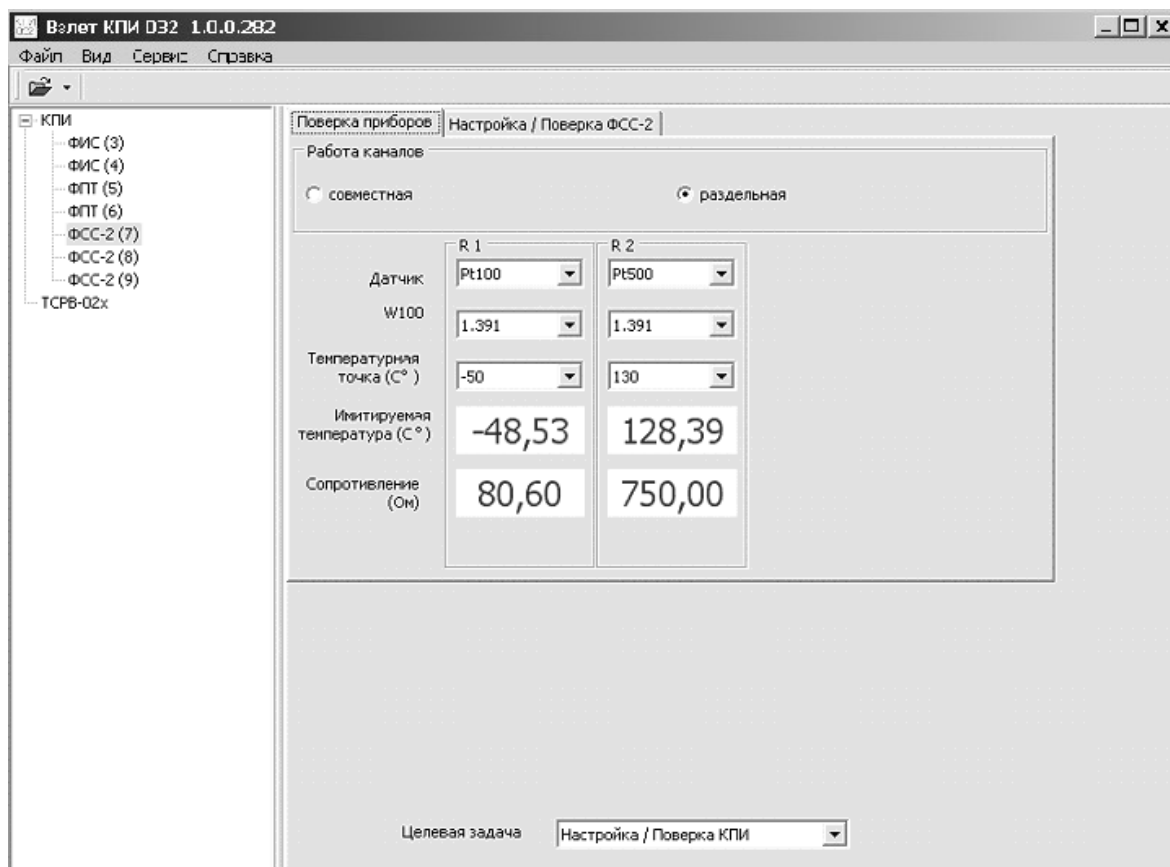 Взлет КПИ D32 1.0.0.282
Файл Вид Сервис Справка
КПИ
ФИС (3)
ФИС (4)
ФПТ (5)
ФПТ (6)
ФСС-2 (7)
ФСС-2 (8)
ФСС-2 (9)
ТСРВ-02х
Поверка приборов Настройка / Поверка ФСС-2
Работа каналов
совместная раздельная
R 1 R 2
Датчик Pt100 Pt500
W100 1.391 1.391
Температурная
точка (С° ) -50 130
Имитируемая
температура (С° ) -48,53 128,39
Сопротивление
(Ом) 80,60 750,00
Целевая задача Настройка / Поверка КПИ